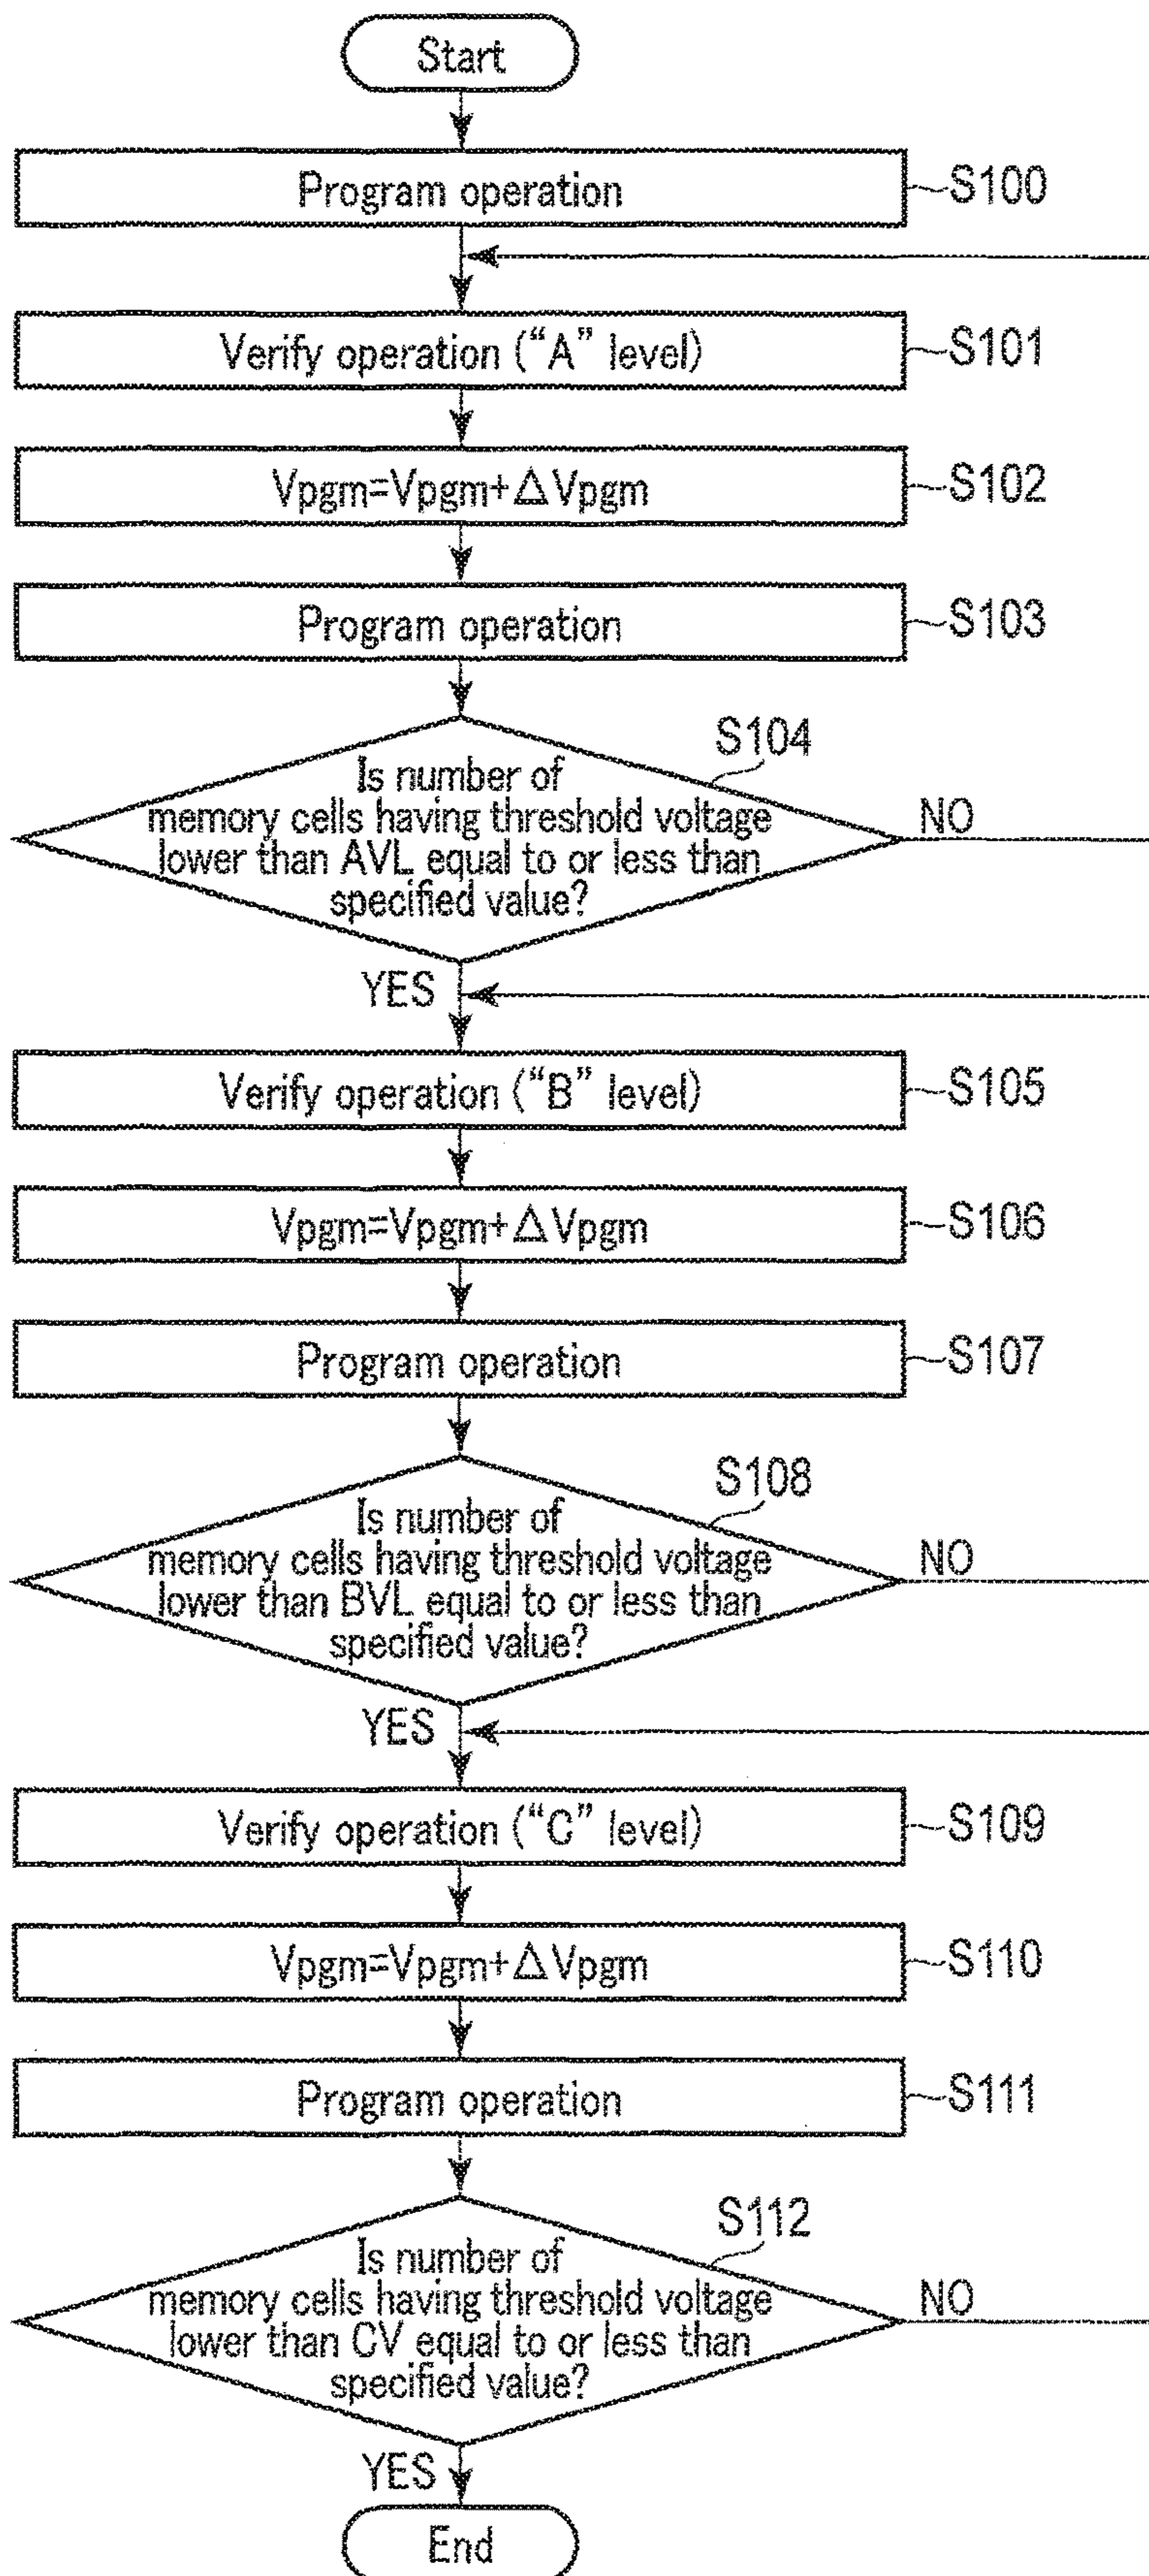 Start
Program operation
S100
Verify operation (“A” level)
S101
Vpgm=Vpgm+ΔVpgm
S102
Program operation
S103
S104
Is number of
memory cells having threshold voltage
lower than AVL equal to or less than
specified value?
NO
YES
Verify operation (“B” level)
S105
Vpgm=Vpgm+ΔVpgm
S106
Program operation
S107
S108
Is number of
memory cells having threshold voltage
lower than BVL equal to or less than
specified value?
NO
YES
Verify operation (“C” level)
S109
Vpgm=Vpgm+ΔVpgm
S110
Program operation
S111
S112
Is number of
memory cells having threshold voltage
lower than CV equal to or less than
specified value?
NO
YES
End